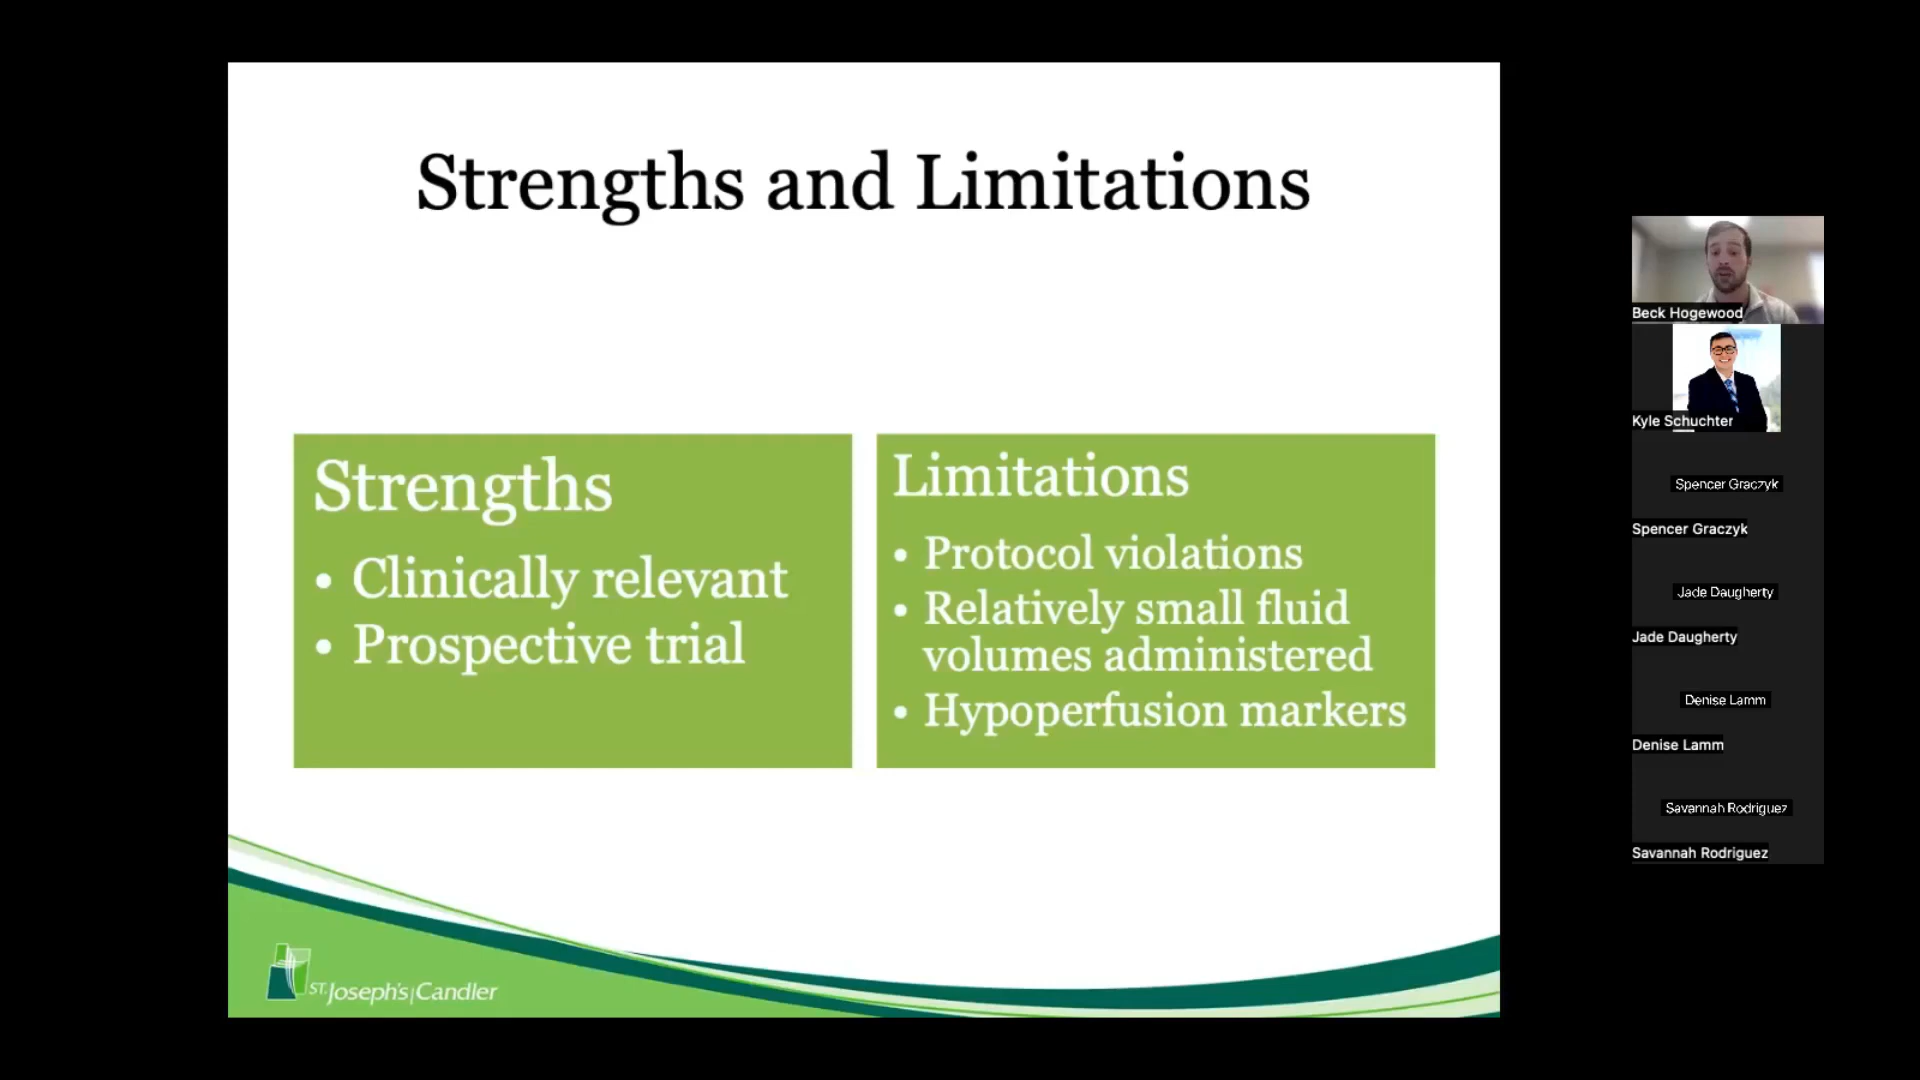 Strengths and Limitations
Strengths
• Clinically relevant
• Prospective trial
Limitations
• Protocol violations
• Relatively small fluid
volumes administered
• Hypoperfusion markers
ST. Joseph's|Candler
Beck Hogewood
Kyle Schuchter
Spencer Graczyk
Spencer Graczyk
Jade Daugherty
Jade Daugherty
Denise Lamm
Denise Lamm
Savannah Rodriguez
Savannah Rodriguez